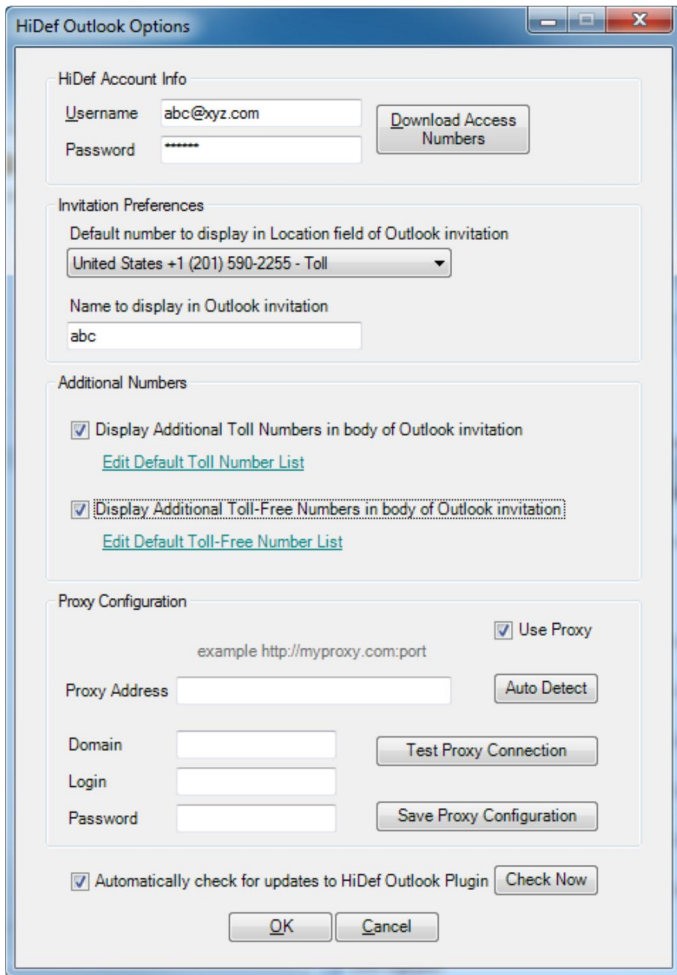 HiDef Outlook Options
HiDef Account Info
Username abc@xyz.com
Download Access
Numbers
Password ******
Invitation Preferences
Default number to display in Location field of Outlook invitation
United States +1 (201) 590-2255 - Toll
Name to display in Outlook invitation
abc
Additional Numbers
Display Additional Toll Numbers in body of Outlook invitation
Edit Default Toll Number List
Display Additional Toll-Free Numbers in body of Outlook invitation
Edit Default Toll-Free Number List
Proxy Configuration
Use Proxy
example http://myproxy.com:port
Proxy Address
Auto Detect
Domain
Test Proxy Connection
Login
Password
Save Proxy Configuration
Automatically check for updates to HiDef Outlook Plugin Check Now
OK Cancel